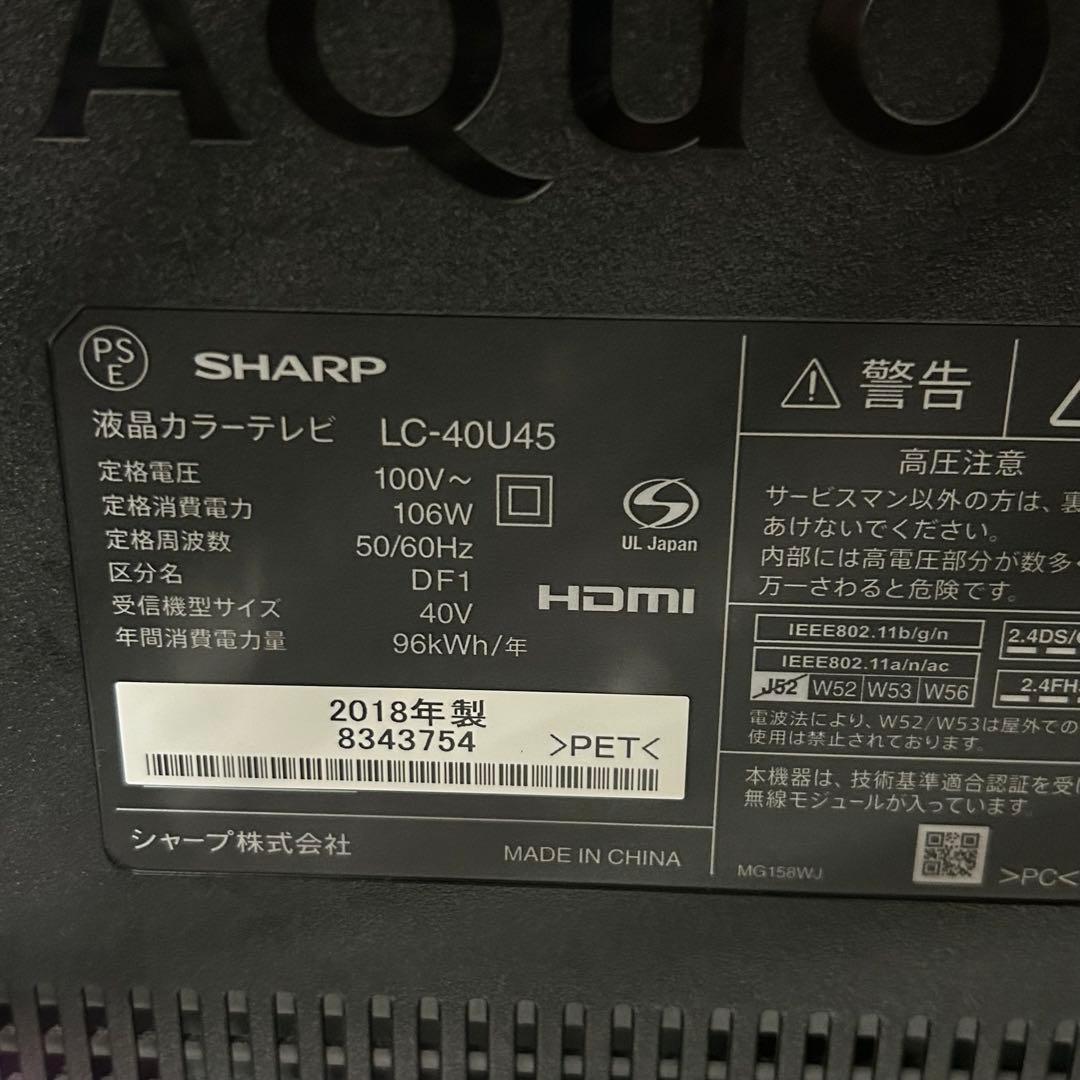 AQUO
PSE
SHARP
液晶カラーテレビ LC-40U45
定格電圧 100V～
定格消費電力 106W
定格周波数 50/60Hz
区分名 DF1
受信機型サイズ 40V
年間消費電力量 96kWh/年
UL Japan
HDMI
2018年製
8343754
>PET<
シャープ株式会社
MADE IN CHINA
警告
高圧注意
サービスマン以外の方は、裏
あけないでください。
内部には高電圧部分が数多く
万一さわると危険です。
IEEE802.11b/g/n
IEEE802.11a/n/ac
J52 W52 W53 W56
2.4DS/
2.4FH
電波法により、W52/W53は屋外での
使用は禁止されております。
本機器は、技術基準適合認証を受け
無線モジュールが入っています。
MG158WJ
>PC<